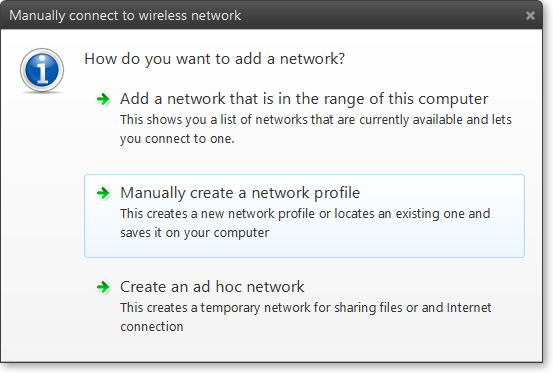 Manually connect to wireless network
How do you want to add a network?
Add a network that is in the range of this computer
This shows you a list of networks that are currently available and lets
you connect to one.
Manually create a network profile
This creates a new network profile or locates an existing one and
saves it on your computer
Create an ad hoc network
This creates a temporary network for sharing files or and Internet
connection